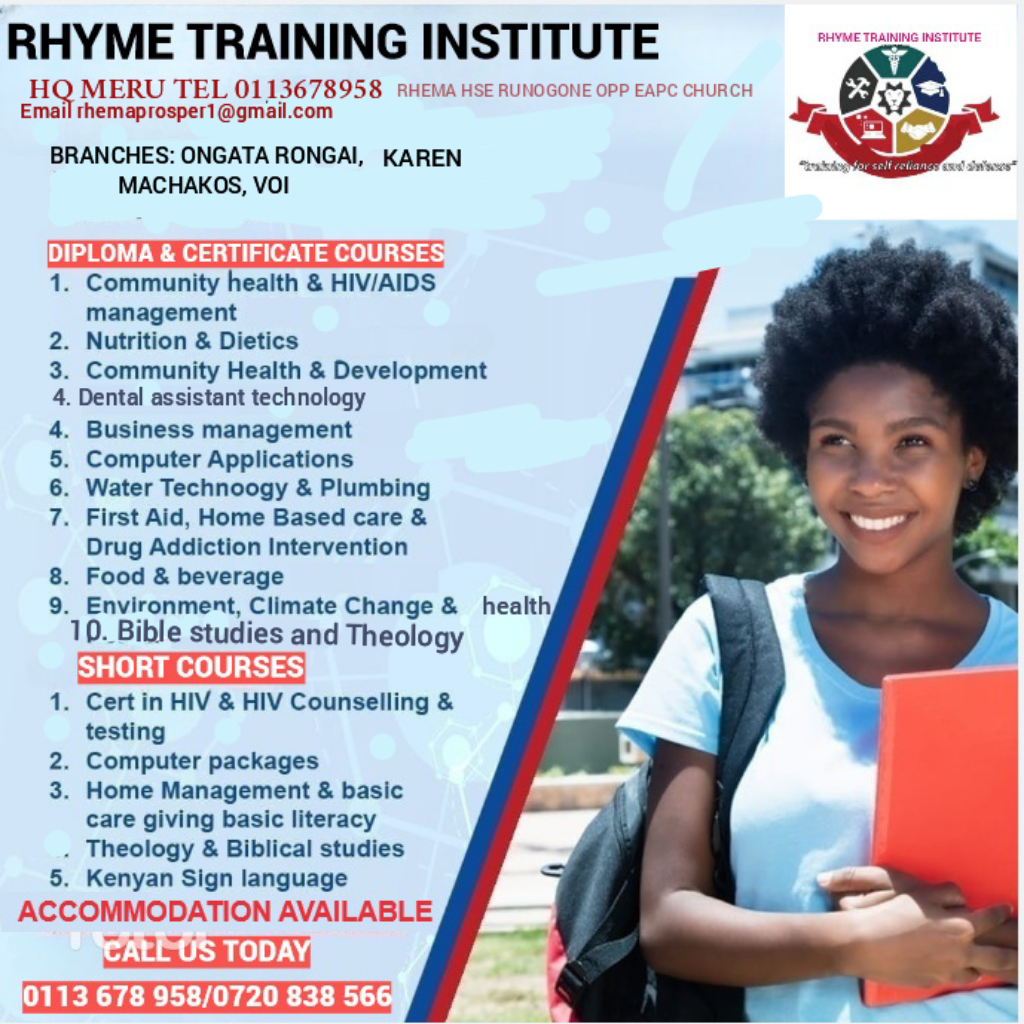 RHYME TRAINING INSTITUTE
HQ MERU TEL 0113678958 RHEMA HSE RUNOGONE OPP EAPC CHURCH
Email rhemaprosper1@gmail.com
BRANCHES: ONGATA RONGAI, KAREN
MACHAKOS, VOI
RHYME TRAINING INSTITUTE
"training for self reliance and defense"
DIPLOMA & CERTIFICATE COURSES
1. Community health & HIV/AIDS
management
2. Nutrition & Dietics
3. Community Health & Development
4. Dental assistant technology
4. Business management
5. Computer Applications
6. Water Technoogy & Plumbing
7. First Aid, Home Based care &
Drug Addiction Intervention
8. Food & beverage
9. Environment, Climate Change & health
10. Bible studies and Theology
SHORT COURSES
1. Cert in HIV & HIV Counselling &
testing
2. Computer packages
3. Home Management & basic
care giving basic literacy
Theology & Biblical studies
5. Kenyan Sign language
ACCOMMODATION AVAILABLE
CALL US TODAY
0113 678 958/0720 838 566